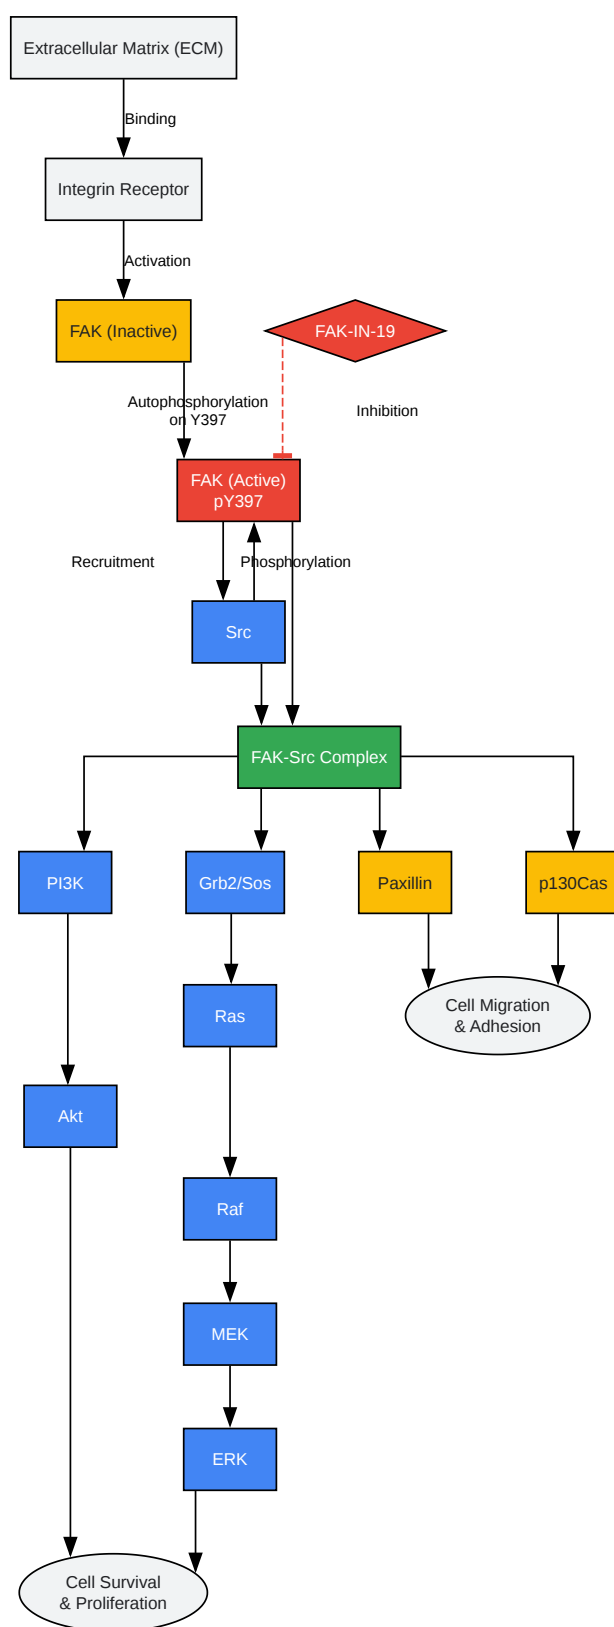 Extracellular Matrix (ECM)
Binding
Integrin Receptor
Activation
FAK (Inactive)
FAK-IN-19
Autophosphorylation
on Y397
Inhibition
FAK (Active)
pY397
Recruitment
Phosphorylation
Src
FAK-Src Complex
PI3K
Grb2/Sos
Paxillin
p130Cas
Ras
Cell Migration
& Adhesion
Akt
Raf
MEK
ERK
Cell Survival
& Proliferation